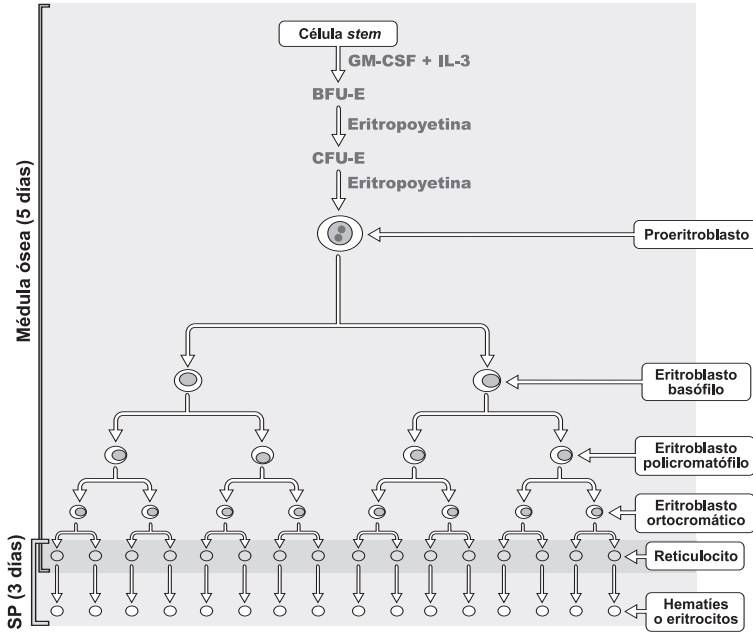 Célula stem
GM-CSF + IL-3
BFU-E
Eritropoyetina
CFU-E
Eritropoyetina
Proeritroblasto
Médula ósea (5 días)
Eritroblasto
basófilo
Eritroblasto
policromatófilo
Eritroblasto
ortocromático
Reticulocito
SP (3 días)
Hematíes
o eritrocitos